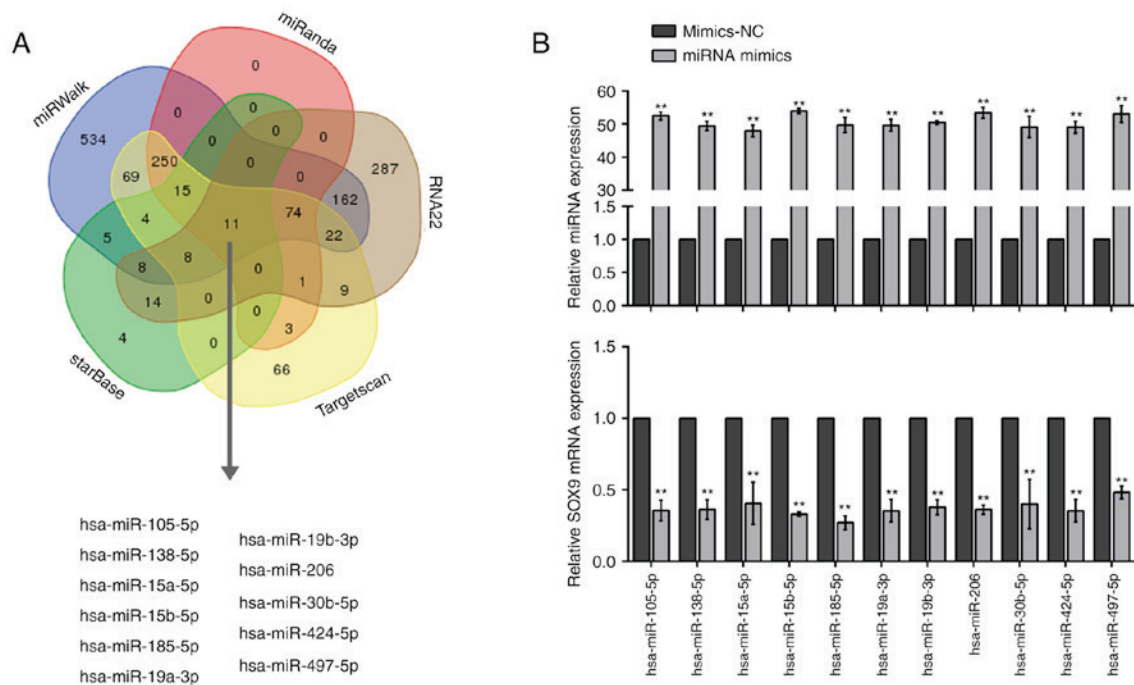 A
miRanda
miRWalk
RNA22
starBase
Targetscan
0
0
0
534
0
0
0
287
250
0
0
69
15
162
4
11
74
22
5
8
8
0
1
9
14
0
0
3
4
0
66
hsa-miR-105-5p
hsa-miR-138-5p
hsa-miR-15a-5p
hsa-miR-15b-5p
hsa-miR-185-5p
hsa-miR-19a-3p
hsa-miR-19b-3p
hsa-miR-206
hsa-miR-30b-5p
hsa-miR-424-5p
hsa-miR-497-5p
B
Mimics-NC
miRNA mimics
Relative miRNA expression
60
50
40
30
1.5
1.0
0.5
0.0
** ** ** ** ** ** ** ** ** ** **
Relative SOX9 mRNA expression
1.5
1.0
0.5
0.0
** ** ** ** ** ** ** ** ** ** **
hsa-miR-105-5p
hsa-miR-138-5p
hsa-miR-15a-5p
hsa-miR-15b-5p
hsa-miR-185-5p
hsa-miR-19a-3p
hsa-miR-19b-3p
hsa-miR-206
hsa-miR-30b-5p
hsa-miR-424-5p
hsa-miR-497-5p